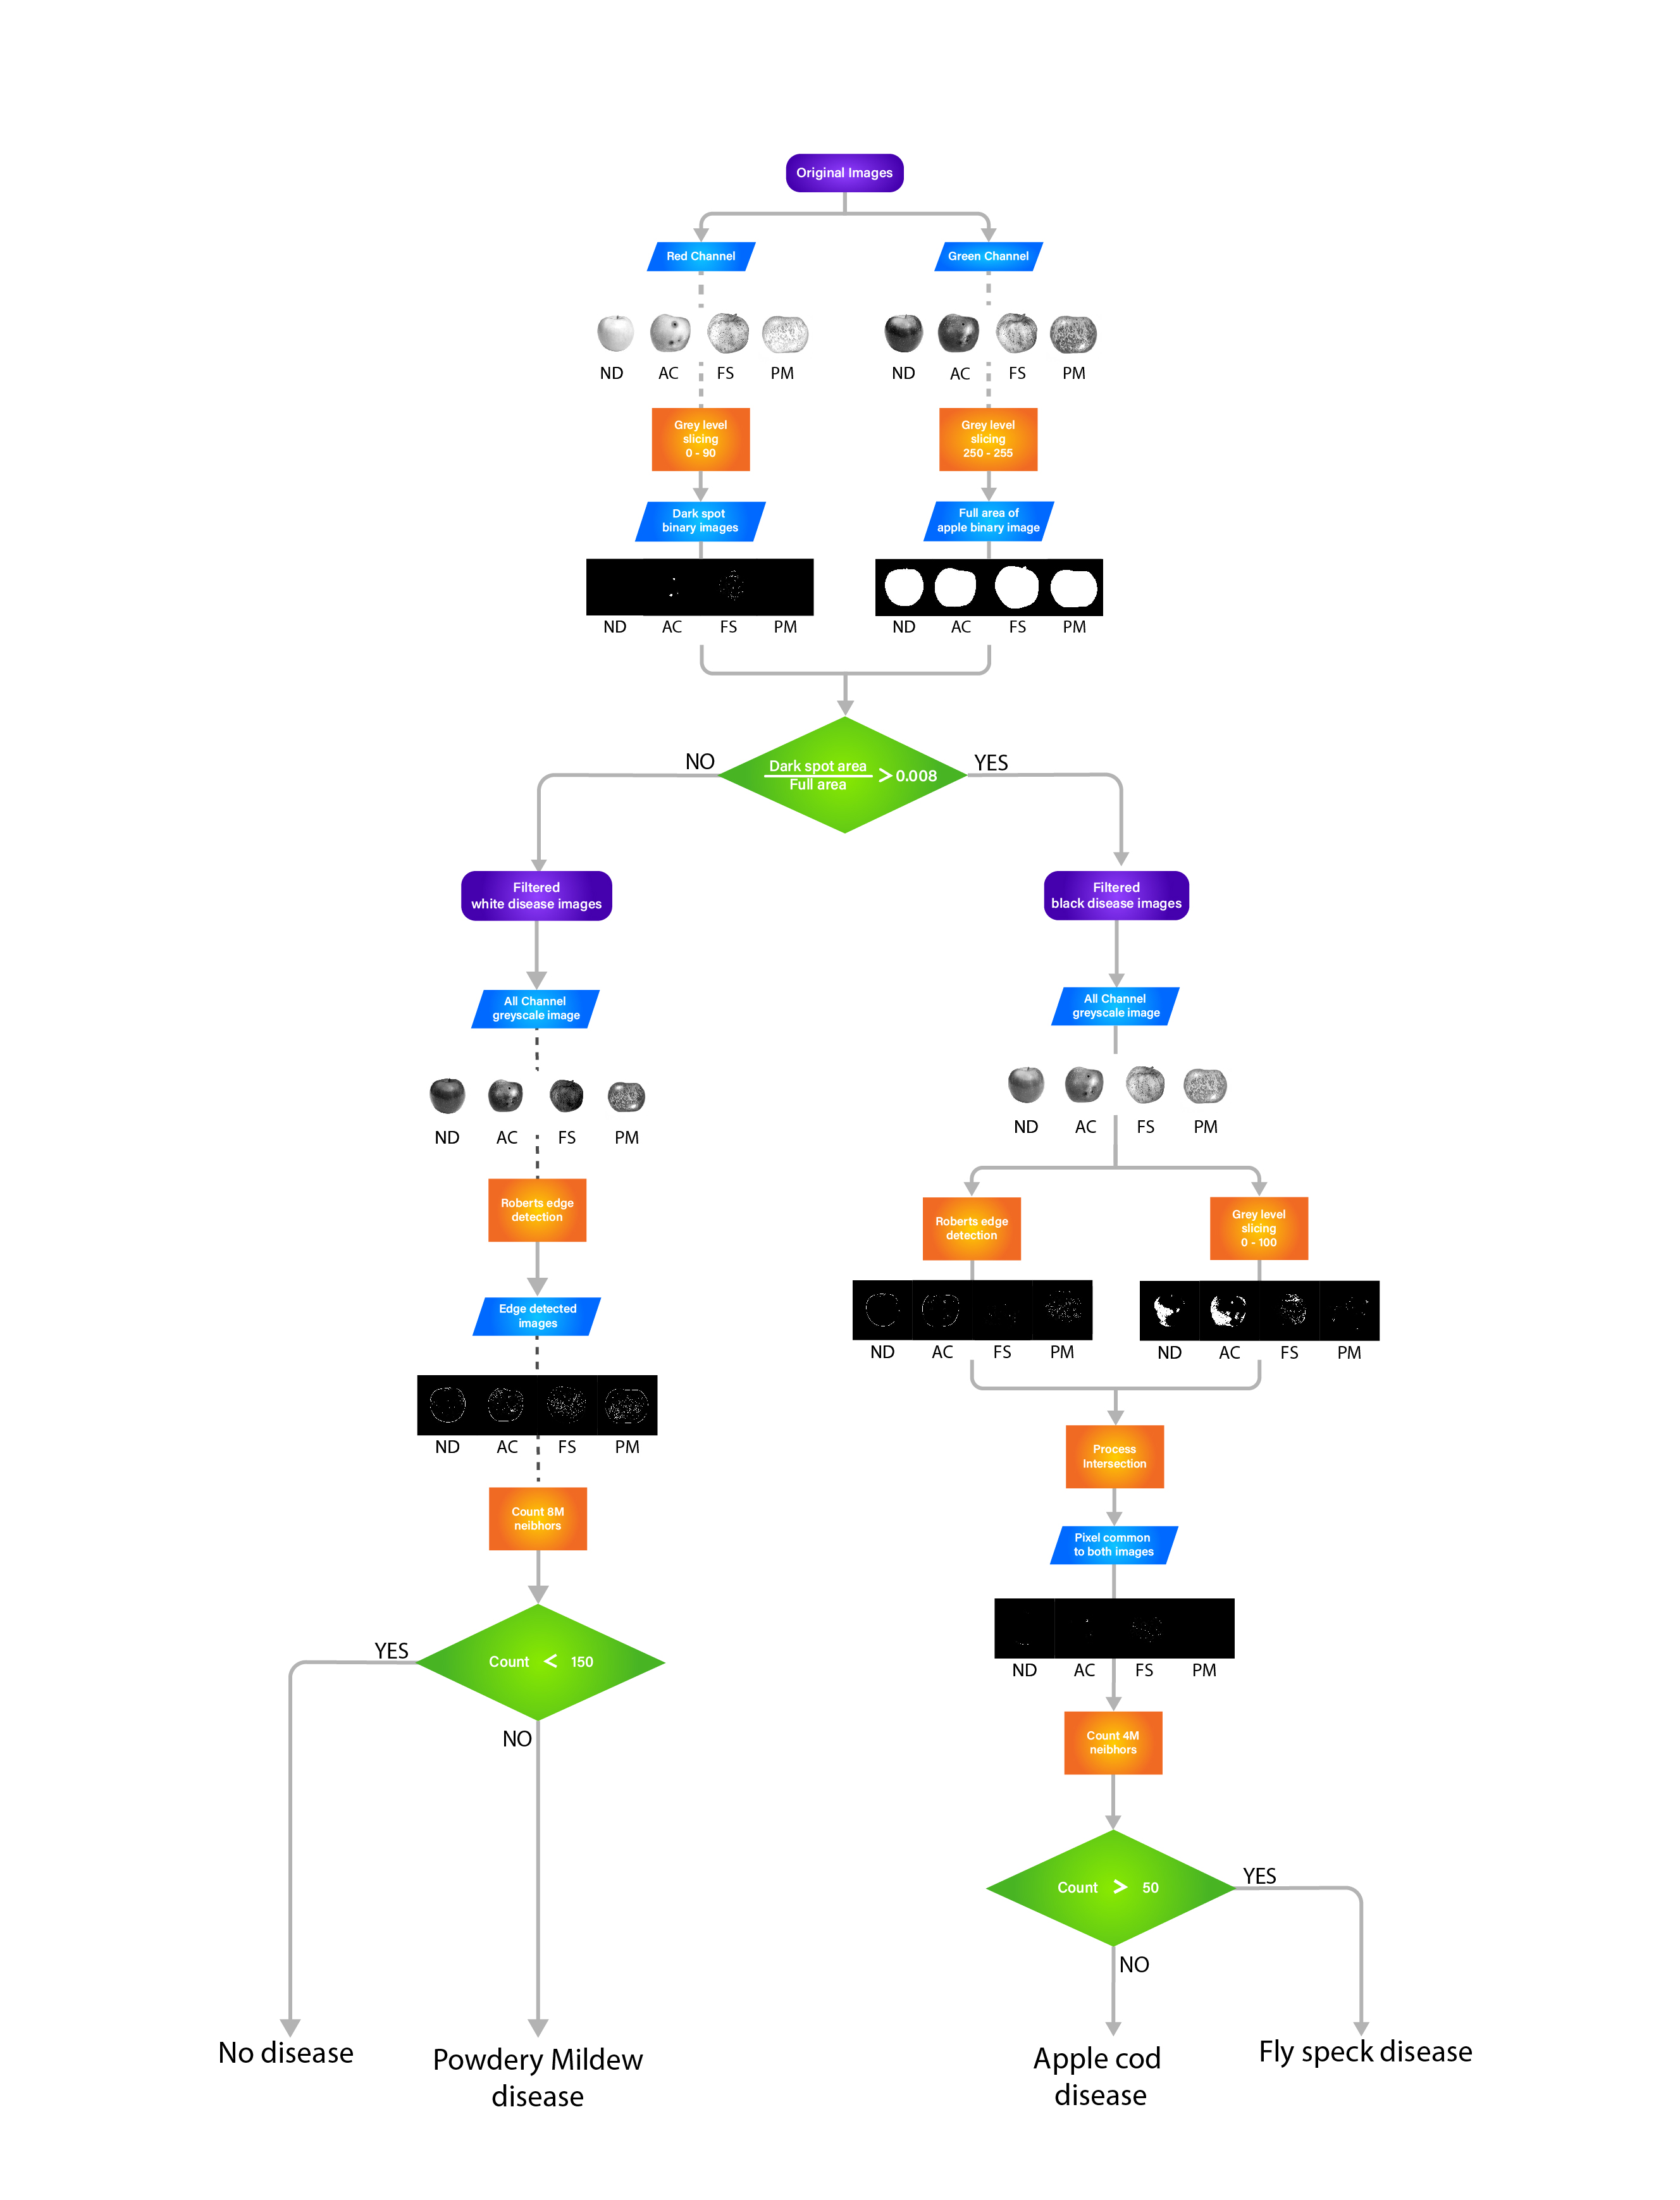 Original Images
Red Channel
Green Channel
ND AC FS PM
ND AC FS PM
Grey level
slicing
0 - 90
Grey level
slicing
250 - 255
Dark spot
binary images
Full area of
apple binary image
ND AC FS PM
ND AC FS PM
NO
Dark spot area
Full area
> 0.008
YES
Filtered
white disease images
Filtered
black disease images
All Channel
greyscale image
All Channel
greyscale image
ND AC FS PM
ND AC FS PM
Roberts edge
detection
Roberts edge
detection
Grey level
slicing
0 - 100
Edge detected
images
ND AC FS PM
ND AC FS PM
ND AC FS PM
Process
Intersection
Count 8M
neibhors
Pixel common
to both images
YES
Count < 150
NO
ND AC FS PM
Count 4M
neibhors
Count > 50
YES
NO
No disease
Powdery Mildew
disease
Apple cod
disease
Fly speck disease